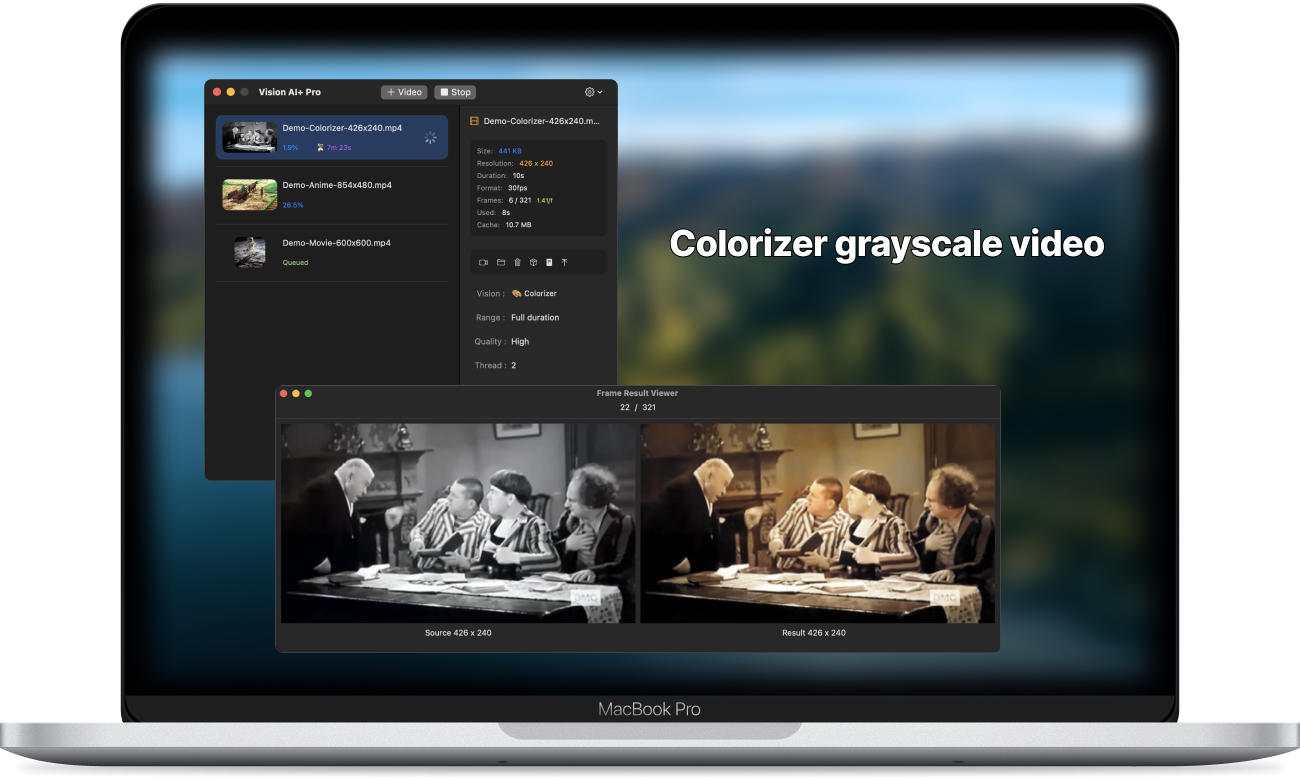 Vision AI+ Pro
+ Video
Stop
Demo-Colorizer-426x240.mp4
1.9%
7m 23s
Demo-Anime-854x480.mp4
26.5%
Demo-Movie-600x600.mp4
Queued
Demo-Colorizer-426x240.m...
Size: 441 KB
Resolution: 426 x 240
Duration: 10s
Format: 30fps
Frames: 6 / 321 1.41/f
Used: 8s
Cache: 10.7 MB
Vision : Colorizer
Range : Full duration
Quality : High
Thread : 2
Colorizer grayscale video
Frame Result Viewer
22 / 321
Source 426 x 240
Result 426 x 240
MacBook Pro